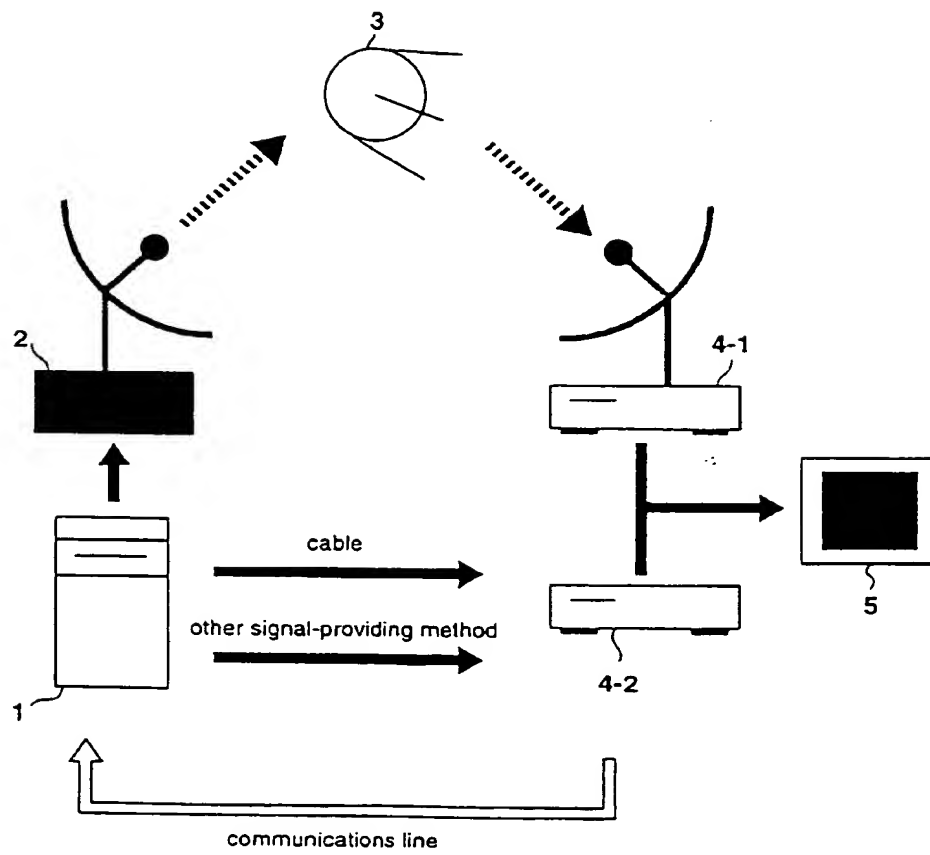 3
2
4-1
cable
5
other signal-providing method
4-2
1
communications line